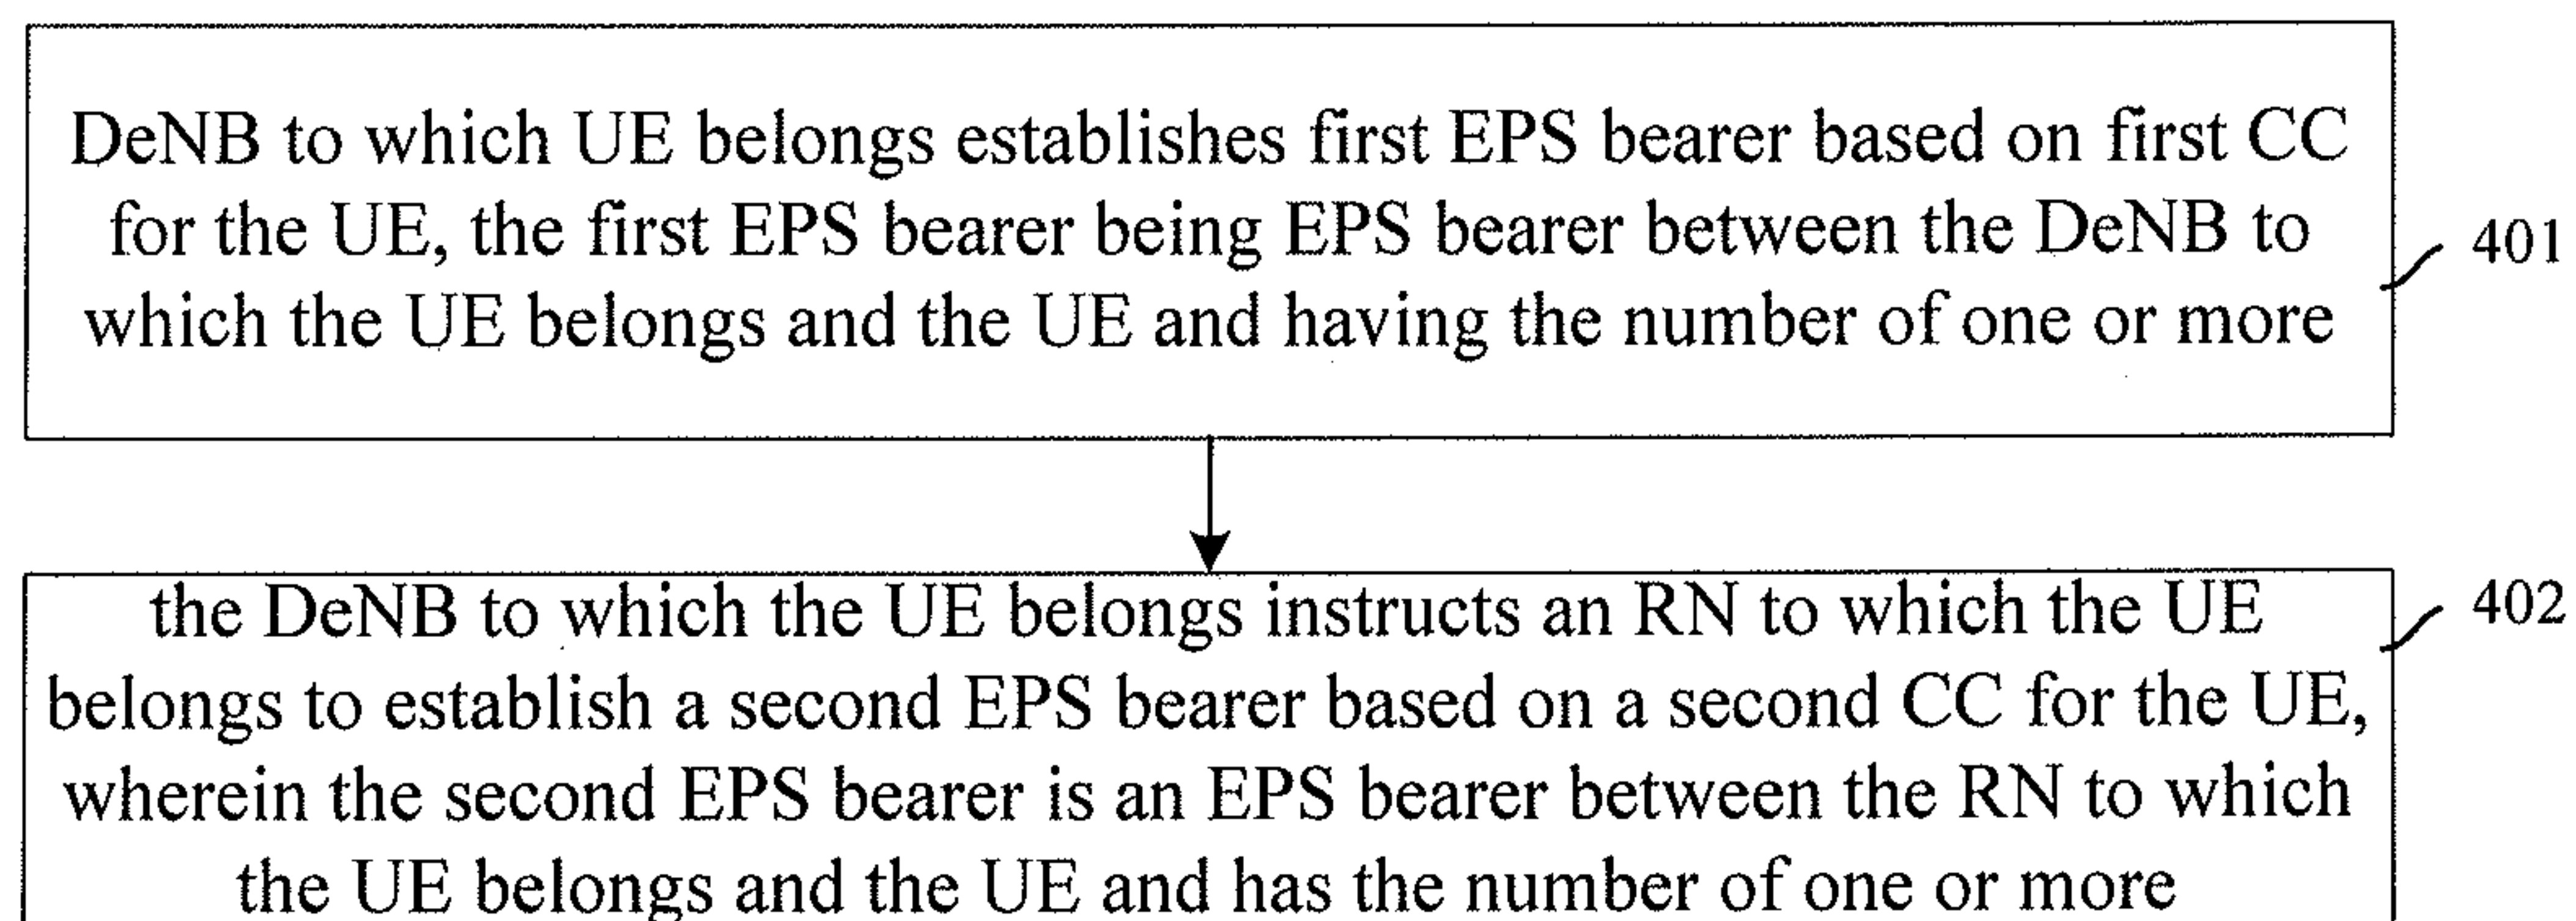 DeNB to which UE belongs establishes first EPS bearer based on first CC
for the UE, the first EPS bearer being EPS bearer between the DeNB to
which the UE belongs and the UE and having the number of one or more
401
the DeNB to which the UE belongs instructs an RN to which the UE
belongs to establish a second EPS bearer based on a second CC for the UE,
wherein the second EPS bearer is an EPS bearer between the RN to which
the UE belongs and the UE and has the number of one or more
402